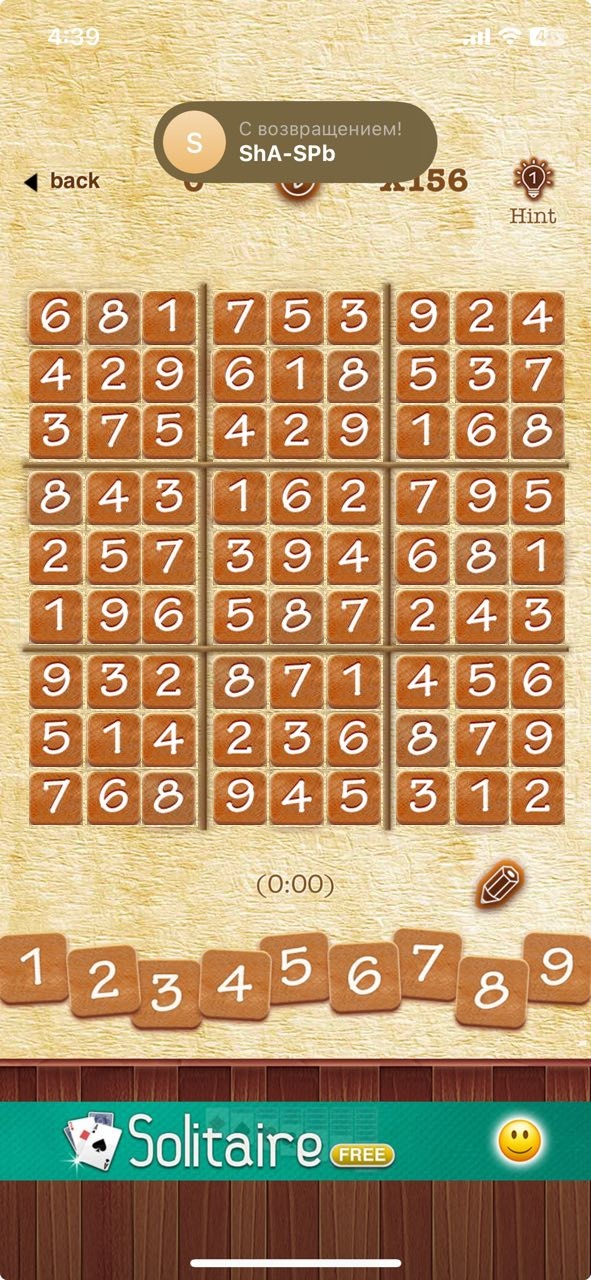 4:39
С возвращением!
S
ShA-SPb
back
x156
1
Hint
6 8 1 7 5 3 9 2 4
4 2 9 6 1 8 5 3 7
3 7 5 4 2 9 1 6 8
8 4 3 1 6 2 7 9 5
2 5 7 3 9 4 6 8 1
1 9 6 5 8 7 2 4 3
9 3 2 8 7 1 4 5 6
5 1 4 2 3 6 8 7 9
7 6 8 9 4 5 3 1 2
(0:00)
1 2 3 4 5 6 7 8 9
Solitaire FREE